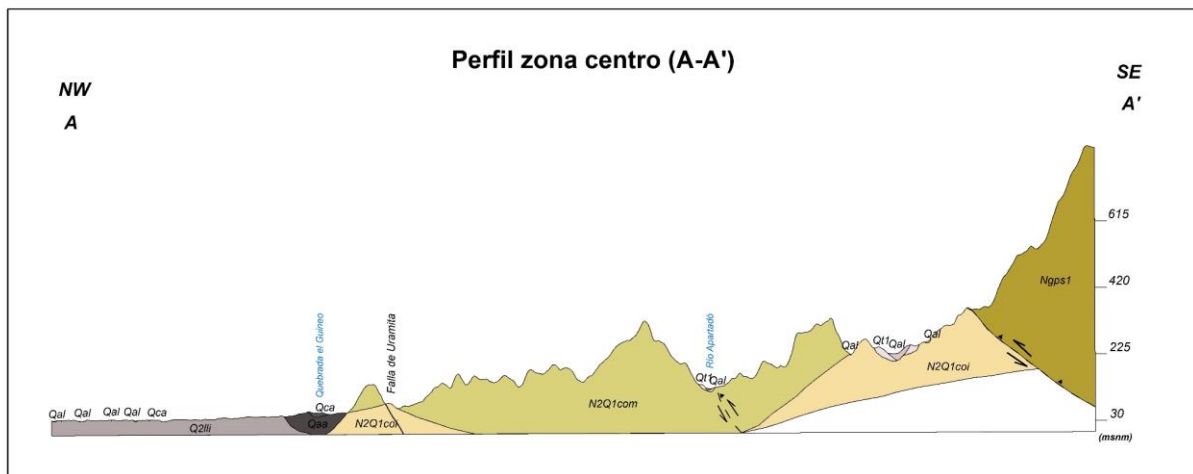 Perfil zona centro (A-A')
NW
A
SE
A'
615
420
225
30
(msnm)
Quebrada el Guineo
Falla de Uramita
Río Apartado
Qal Qal Qal Qal Qca
Qca
Qaa
Q2lli
N2Q1coi
N2Q1com
Qt1 Qal
Qal
Qt1 Qal
Qal
N2Q1coi
Ngps1